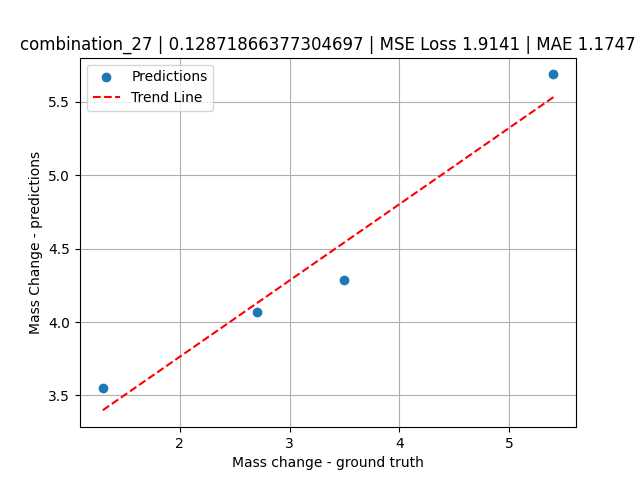 combination_27 | 0.12871866377304697 | MSE Loss 1.9141 | MAE 1.1747
Predictions
Trend Line
5.5
5.0
4.5
4.0
3.5
Mass Change - predictions
2 3 4 5
Mass change - ground truth